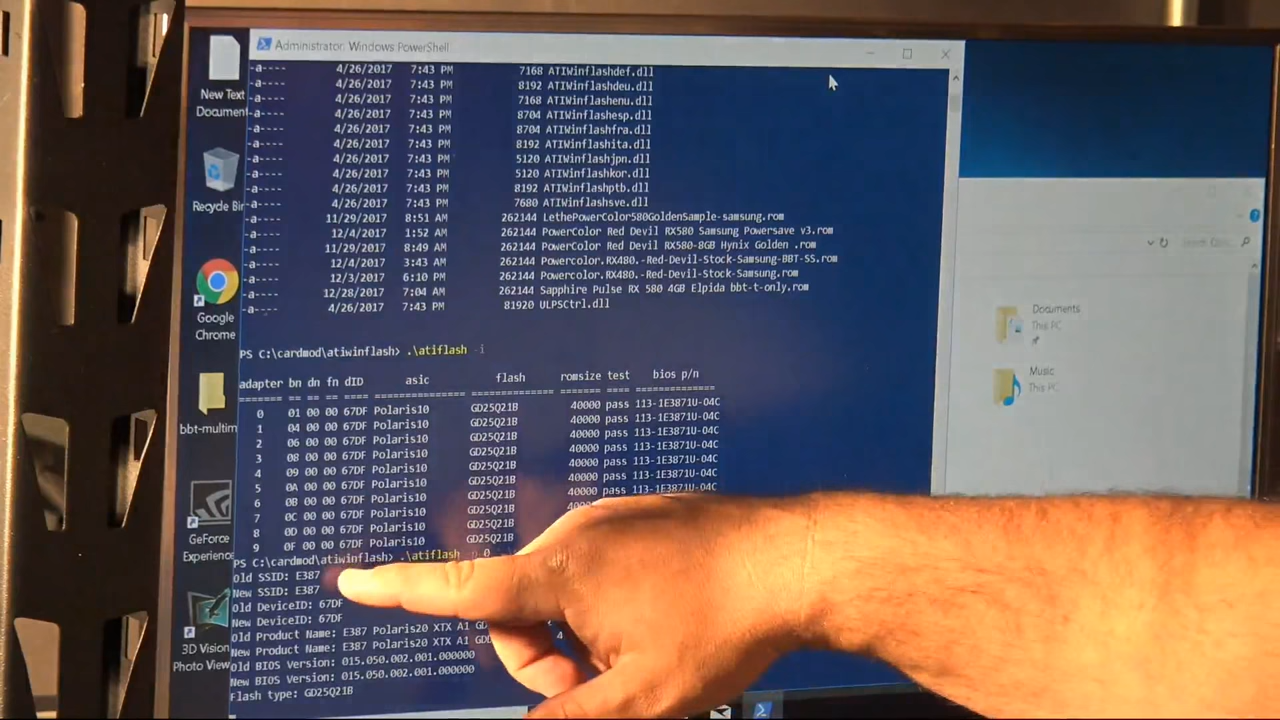 Administrator: Windows PowerShell
-a---- 4/26/2017 7:43 PM 7168 ATIWinflashdef.dll
-a---- 4/26/2017 7:43 PM 8192 ATIWinflashdeu.dll
-a---- 4/26/2017 7:43 PM 7168 ATIWinflashenu.dll
-a---- 4/26/2017 7:43 PM 8704 ATIWinflashesp.dll
-a---- 4/26/2017 7:43 PM 8704 ATIWinflashfra.dll
-a---- 4/26/2017 7:43 PM 8192 ATIWinflashita.dll
-a---- 4/26/2017 7:43 PM 5120 ATIWinflashjpn.dll
-a---- 4/26/2017 7:43 PM 5120 ATIWinflashkor.dll
-a---- 4/26/2017 7:43 PM 8192 ATIWinflashptb.dll
-a---- 4/26/2017 7:43 PM 7680 ATIWinflashsve.dll
-a---- 11/29/2017 8:51 AM 262144 LethePowerColor580GoldenSample-samsung.rom
-a---- 12/4/2017 1:52 AM 262144 PowerColor Red Devil RX580 Samsung Powersave v3.rom
-a---- 11/29/2017 8:49 AM 262144 PowerColor Red Devil RX580-8GB Hynix Golden .rom
-a---- 12/4/2017 3:43 AM 262144 Powercolor.RX480.-Red-Devil-Stock-Samsung-BBT-SS.rom
-a---- 12/3/2017 6:10 PM 262144 Powercolor.RX480.-Red-Devil-Stock-Samsung.rom
-a---- 12/28/2017 7:04 AM 262144 Sapphire Pulse RX 580 4GB Elpida bbt-t-only.rom
-a---- 4/26/2017 7:43 PM 81920 ULPSCtrl.dll
PS C:\cardmod\atiwinflash> .\atiflash -i
adapter bn dn fn dID asic flash romsize test bios p/n
======= == == == ==== ============== ============ ======= ==== =============
0 01 00 00 67DF Polaris10 GD25Q21B 40000 pass 113-1E3871U-O4C
1 04 00 00 67DF Polaris10 GD25Q21B 40000 pass 113-1E3871U-O4C
2 06 00 00 67DF Polaris10 GD25Q21B 40000 pass 113-1E3871U-O4C
3 08 00 00 67DF Polaris10 GD25Q21B 40000 pass 113-1E3871U-O4C
4 09 00 00 67DF Polaris10 GD25Q21B 40000 pass 113-1E3871U-O4C
5 0A 00 00 67DF Polaris10 GD25Q21B 40000 pass 113-1E3871U-O4C
6 0B 00 00 67DF Polaris10 GD25Q21B 40000 pass 113-1E3871U-O4C
7 0C 00 00 67DF Polaris10 GD25Q21B
8 0D 00 00 67DF Polaris10 GD25Q21B
9 0F 00 00 67DF Polaris10 GD25Q21B
PS C:\cardmod\atiwinflash> .\atiflash -p 0
Old SSID: E387
New SSID: E387
Old DeviceID: 67DF
New DeviceID: 67DF
Old Product Name: E387 Polaris20 XTX A1
New Product Name: E387 Polaris20 XTX A1
Old BIOS Version: 015.050.002.001.000000
New BIOS Version: 015.050.002.001.000000
Flash type: GD25Q21B
New Text
Document
Recycle Bin
Google
Chrome
bbt-multim
GeForce
Experience
3D Vision
Photo View
Documents
This PC
Music
This PC